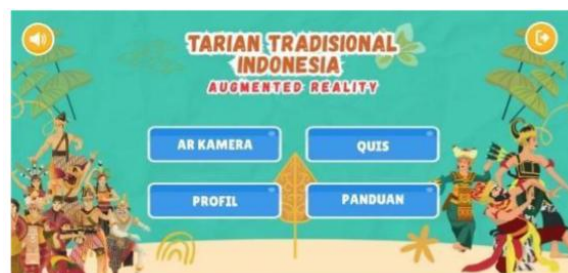 TARIAN TRADISIONAL
INDONESIA
AUGMENTED REALITY
AR KAMERA
QUIS
PROFIL
PANDUAN